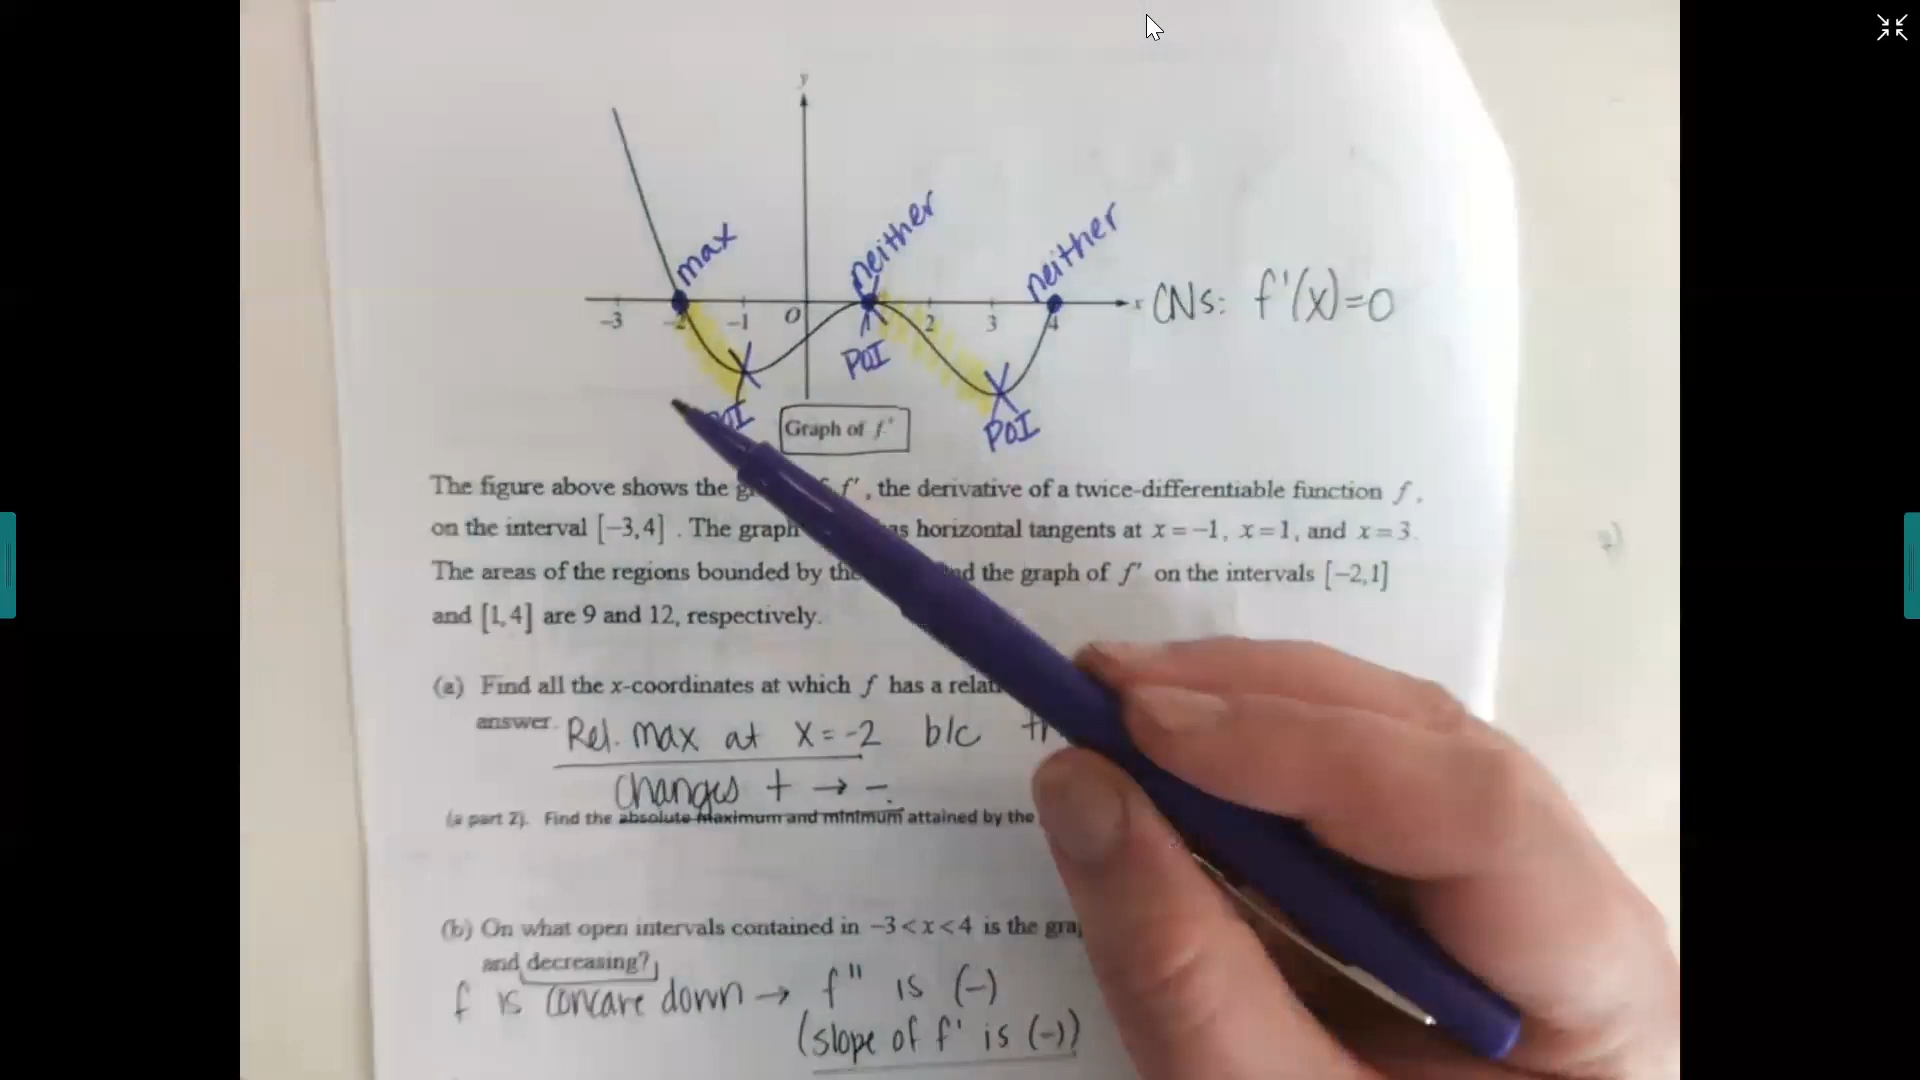 y
max
neither
neither
-3 -2 -1 O 2 3 4 x
CNs: f'(x)=0
POI
POI
POI
Graph of f'
The figure above shows the f', the derivative of a twice-differentiable function f,
on the interval [-3,4]. The graph has horizontal tangents at x=-1, x=1, and x=3.
The areas of the regions bounded by the and the graph of f' on the intervals [-2,1]
and [1,4] are 9 and 12, respectively.
(a) Find all the x-coordinates at which f has a
answer.
Rel. max at x=-2 b/c
changes + → -.
(a part 2). Find the absolute maximum and minimum attained by the
(b) On what open intervals contained in -3<x<4 is the
and decreasing?
f is concave down → f" is (-)
(slope of f' is (-))